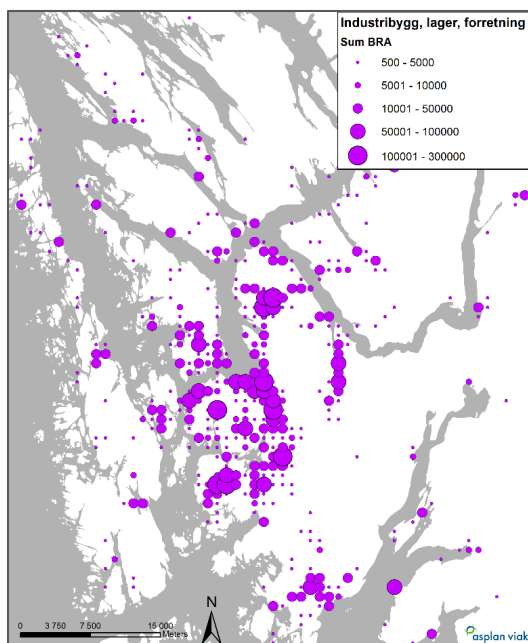 Industribygg, lager, forretning
Sum BRA
500 - 5000
5001 - 10000
10001 - 50000
50001 - 100000
100001 - 300000
N
0 3 750 7 500 15 000
Meters
asplan viak